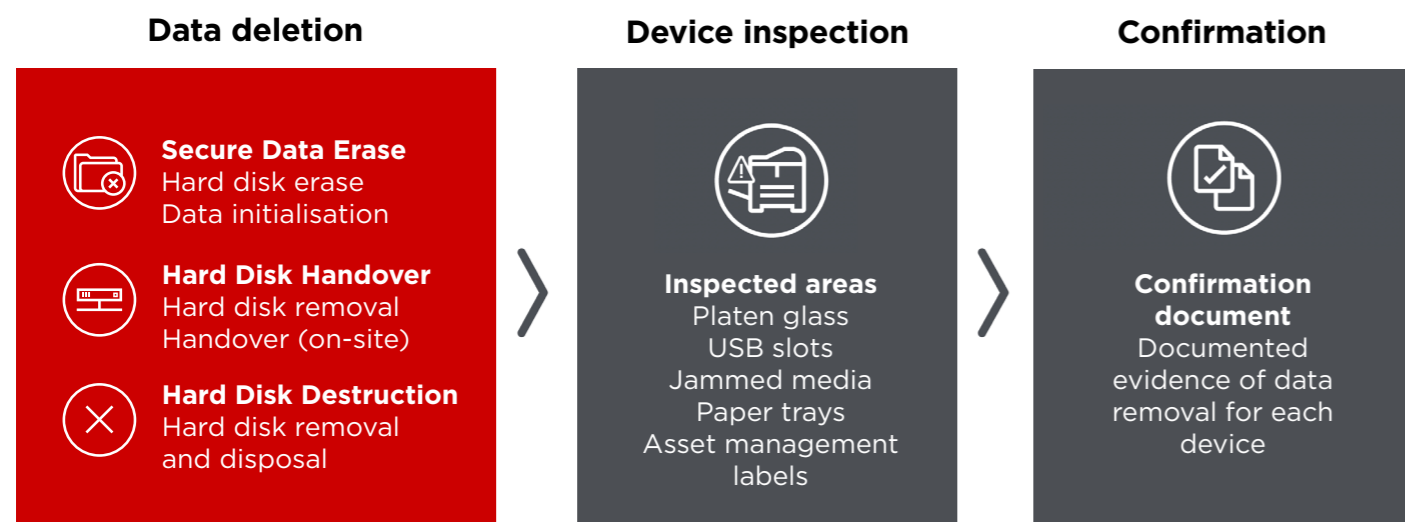 Data deletion
Secure Data Erase
Hard disk erase
Data initialisation
Hard Disk Handover
Hard disk removal
Handover (on-site)
Hard Disk Destruction
Hard disk removal
and disposal
Device inspection
Inspected areas
Platen glass
USB slots
Jammed media
Paper trays
Asset management
labels
Confirmation
Confirmation
document
Documented
evidence of data
removal for each
device